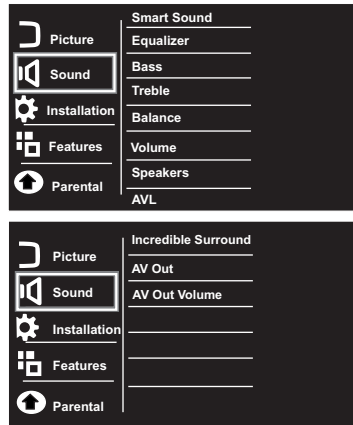 Picture
Sound
Installation
Features
Parental
Smart Sound
Equalizer
Bass
Treble
Balance
Volume
Speakers
AVL
Picture
Sound
Installation
Features
Parental
Incredible Surround
AV Out
AV Out Volume